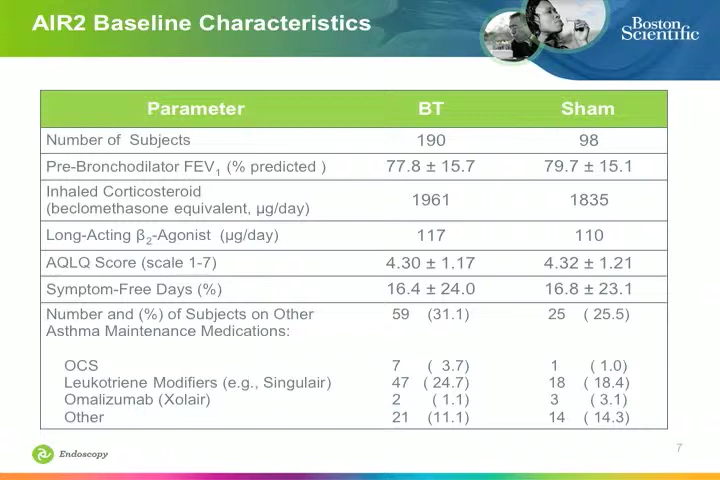 AIR2 Baseline Characteristics
Boston
Scientific
Parameter BT Sham
Number of Subjects 190 98
Pre-Bronchodilator FEV1 (% predicted ) 77.8 ± 15.7 79.7 ± 15.1
Inhaled Corticosteroid
(beclomethasone equivalent, µg/day) 1961 1835
Long-Acting β2-Agonist (µg/day) 117 110
AQLQ Score (scale 1-7) 4.30 ± 1.17 4.32 ± 1.21
Symptom-Free Days (%) 16.4 ± 24.0 16.8 ± 23.1
Number and (%) of Subjects on Other 59 (31.1) 25 ( 25.5)
Asthma Maintenance Medications:
OCS 7 ( 3.7) 1 ( 1.0)
Leukotriene Modifiers (e.g., Singulair) 47 ( 24.7) 18 ( 18.4)
Omalizumab (Xolair) 2 ( 1.1) 3 ( 3.1)
Other 21 (11.1) 14 ( 14.3)
Endoscopy
7